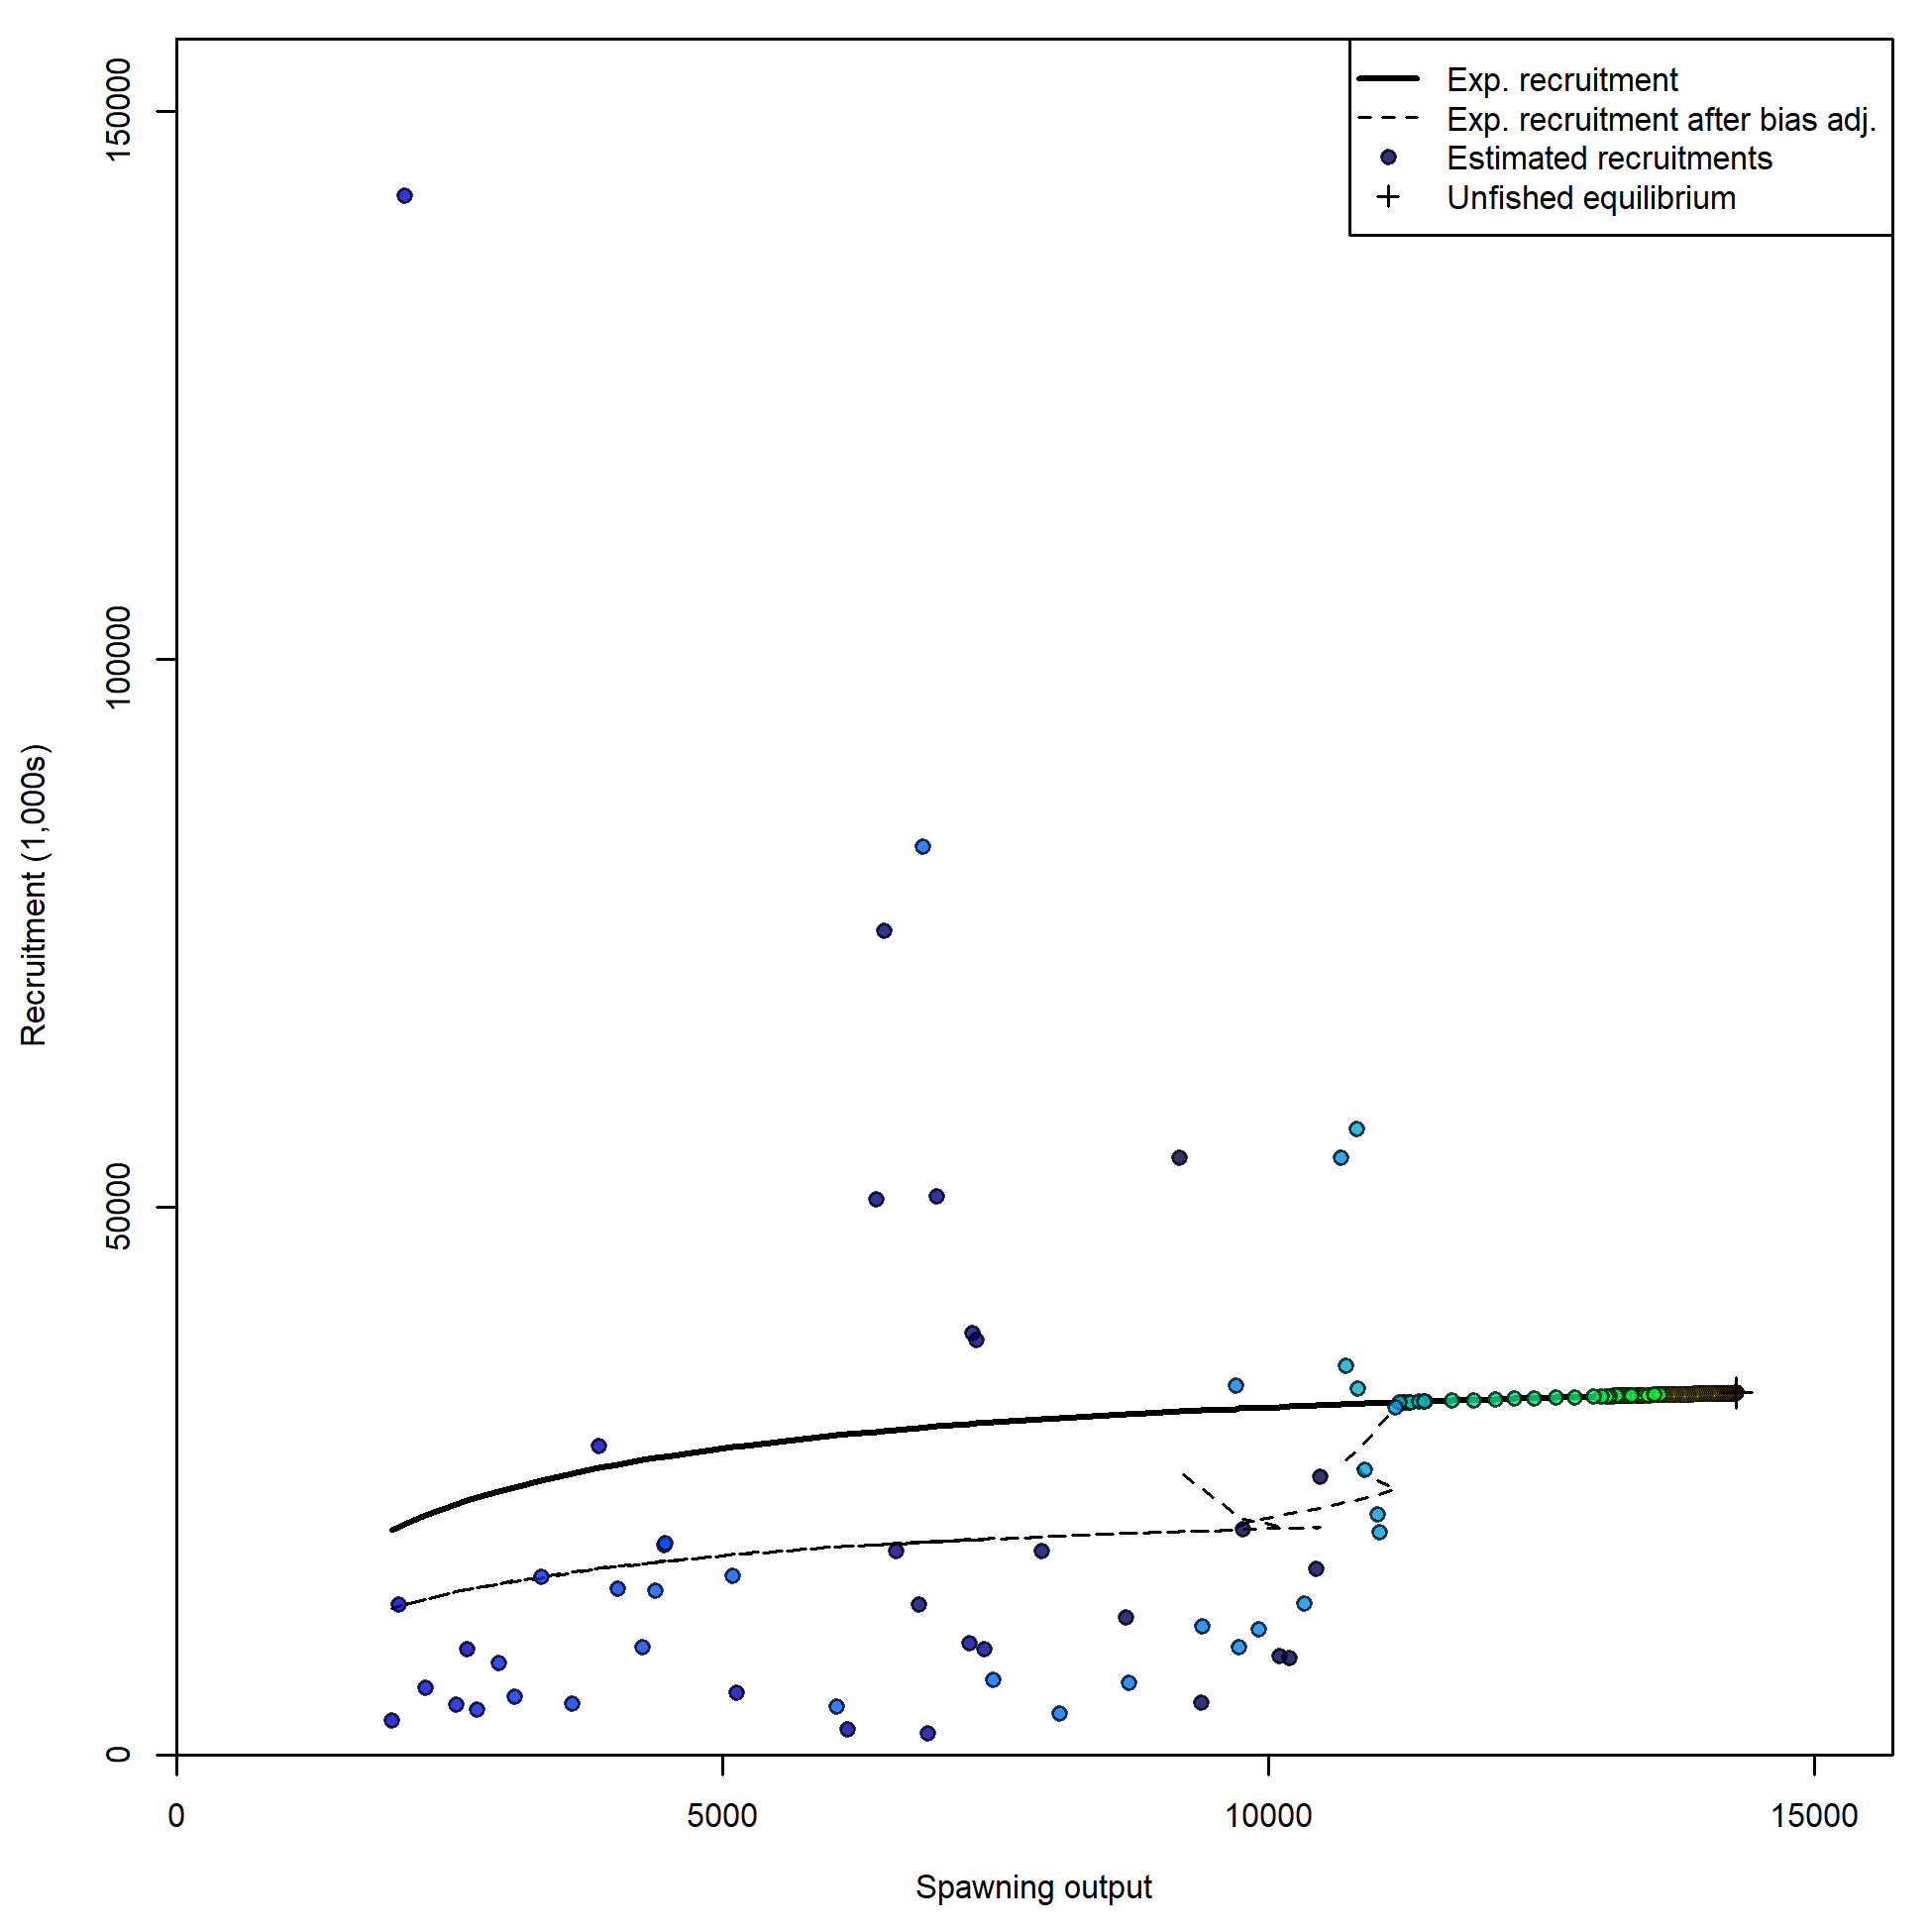 Exp. recruitment
Exp. recruitment after bias adj.
Estimated recruitments
Unfished equilibrium
150000
100000
50000
0
Recruitment (1,000s)
0 5000 10000 15000
Spawning output